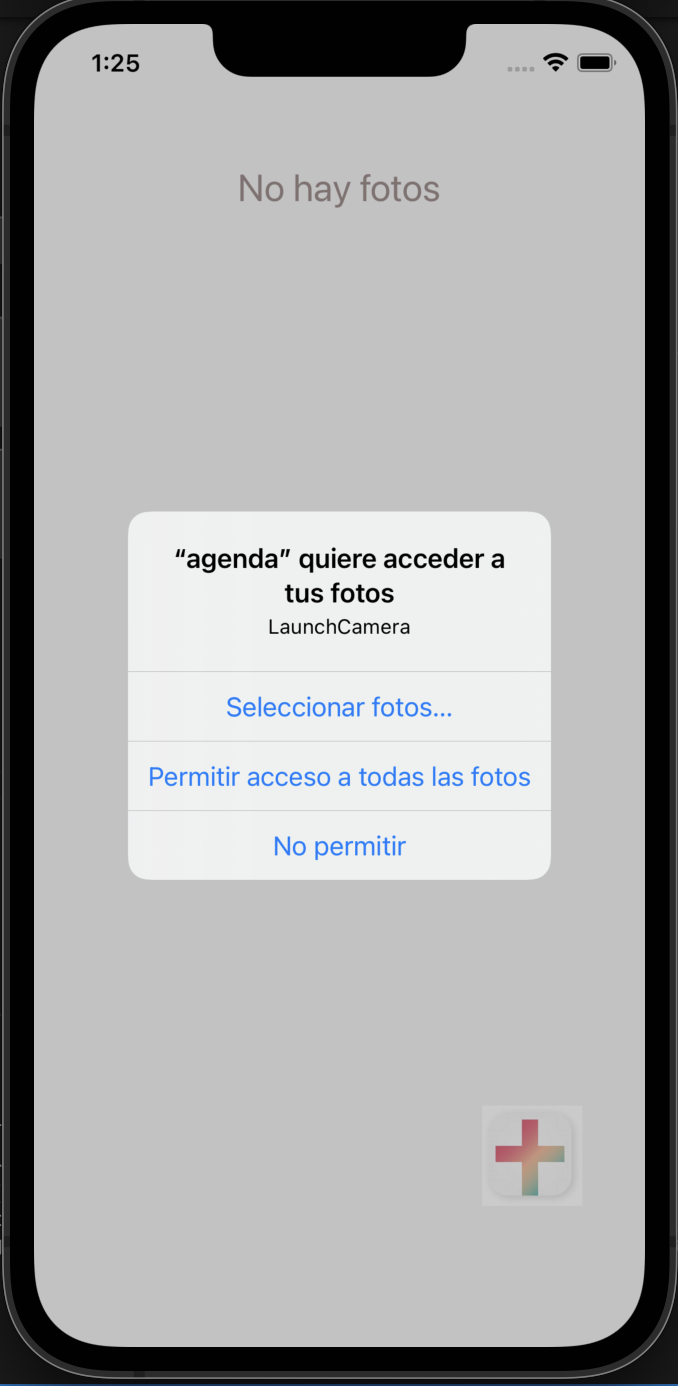 1:25
No hay fotos
“agenda” quiere acceder a
tus fotos
LaunchCamera
Seleccionar fotos...
Permitir acceso a todas las fotos
No permitir